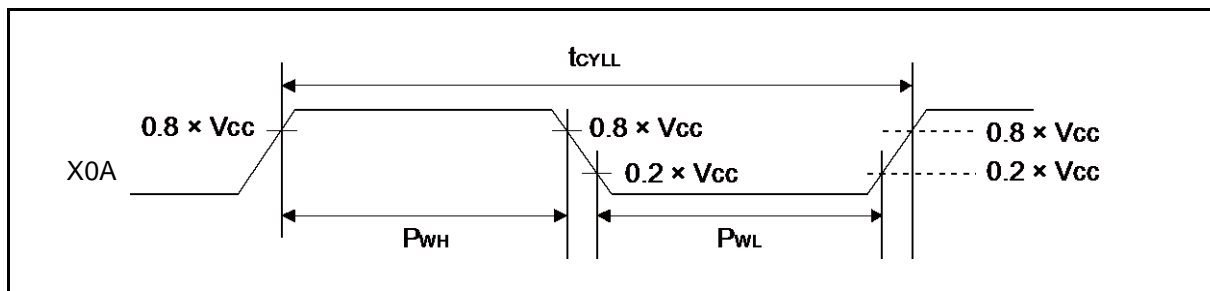 tCYLL
0.8 × Vcc
0.8 × Vcc
0.8 × Vcc
X0A
0.2 × Vcc
0.2 × Vcc
PWH
PWL